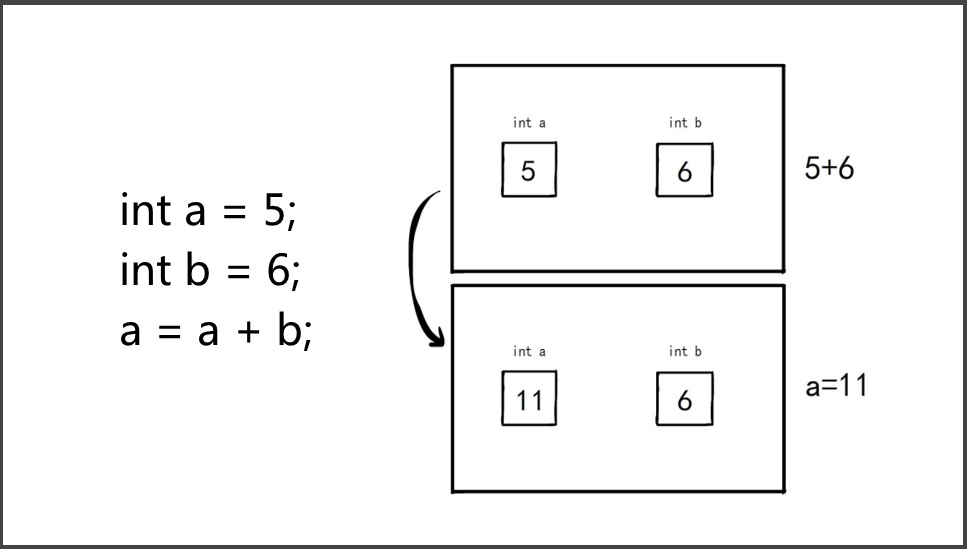 int a = 5;
int b = 6;
a = a + b;
int a int b
5 6
5+6
int a int b
11 6
a=11